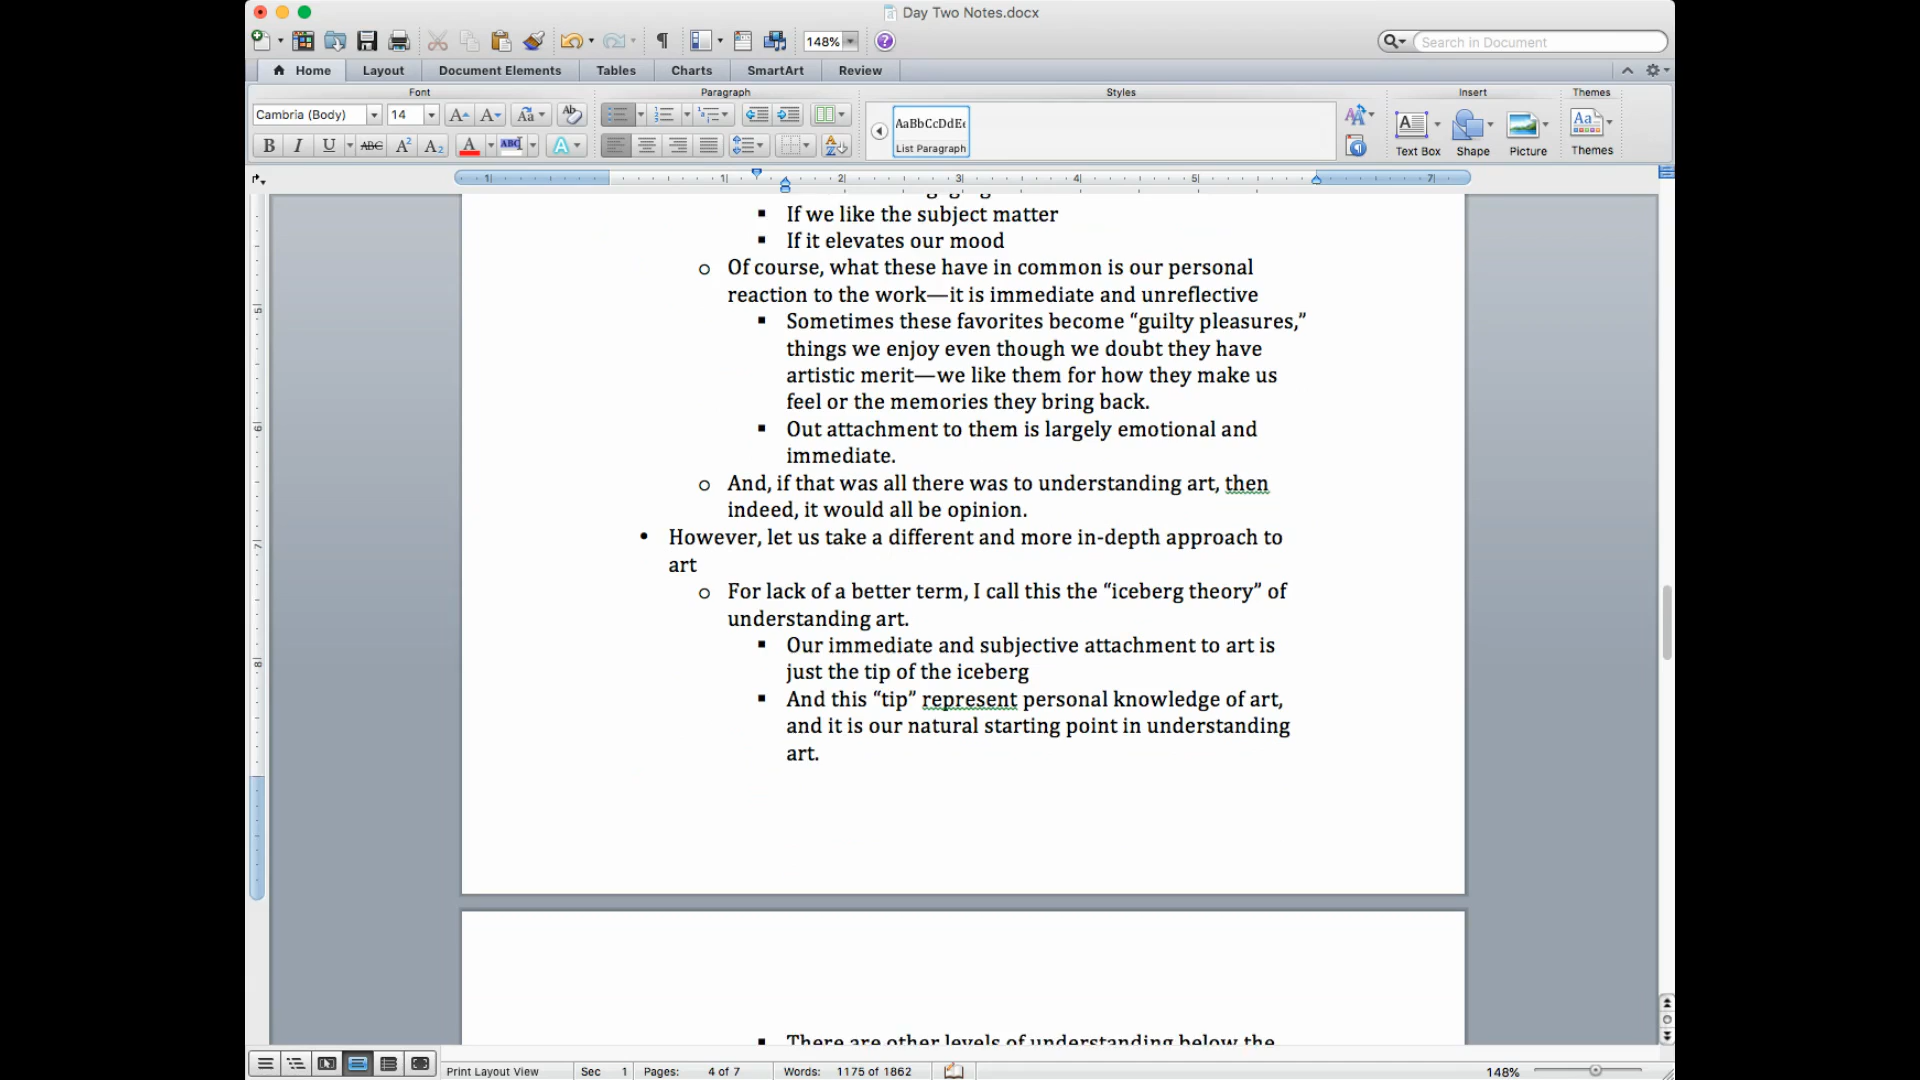 Day Two Notes.docx
148%
Search in Document
Home Layout Document Elements Tables Charts SmartArt Review
Font Paragraph Styles Insert Themes
Cambria (Body) 14
AaBbCcDdEe
List Paragraph
Text Box Shape Picture Themes
If we like the subject matter
If it elevates our mood
Of course, what these have in common is our personal
reaction to the work—it is immediate and unreflective
Sometimes these favorites become “guilty pleasures,”
things we enjoy even though we doubt they have
artistic merit—we like them for how they make us
feel or the memories they bring back.
Out attachment to them is largely emotional and
immediate.
And, if that was all there was to understanding art, then
indeed, it would all be opinion.
However, let us take a different and more in-depth approach to
art
For lack of a better term, I call this the “iceberg theory” of
understanding art.
Our immediate and subjective attachment to art is
just the tip of the iceberg
And this “tip” represent personal knowledge of art,
and it is our natural starting point in understanding
art.
There are other levels of understanding below the
Print Layout View Sec 1 Pages: 4 of 7 Words: 1175 of 1862 148%